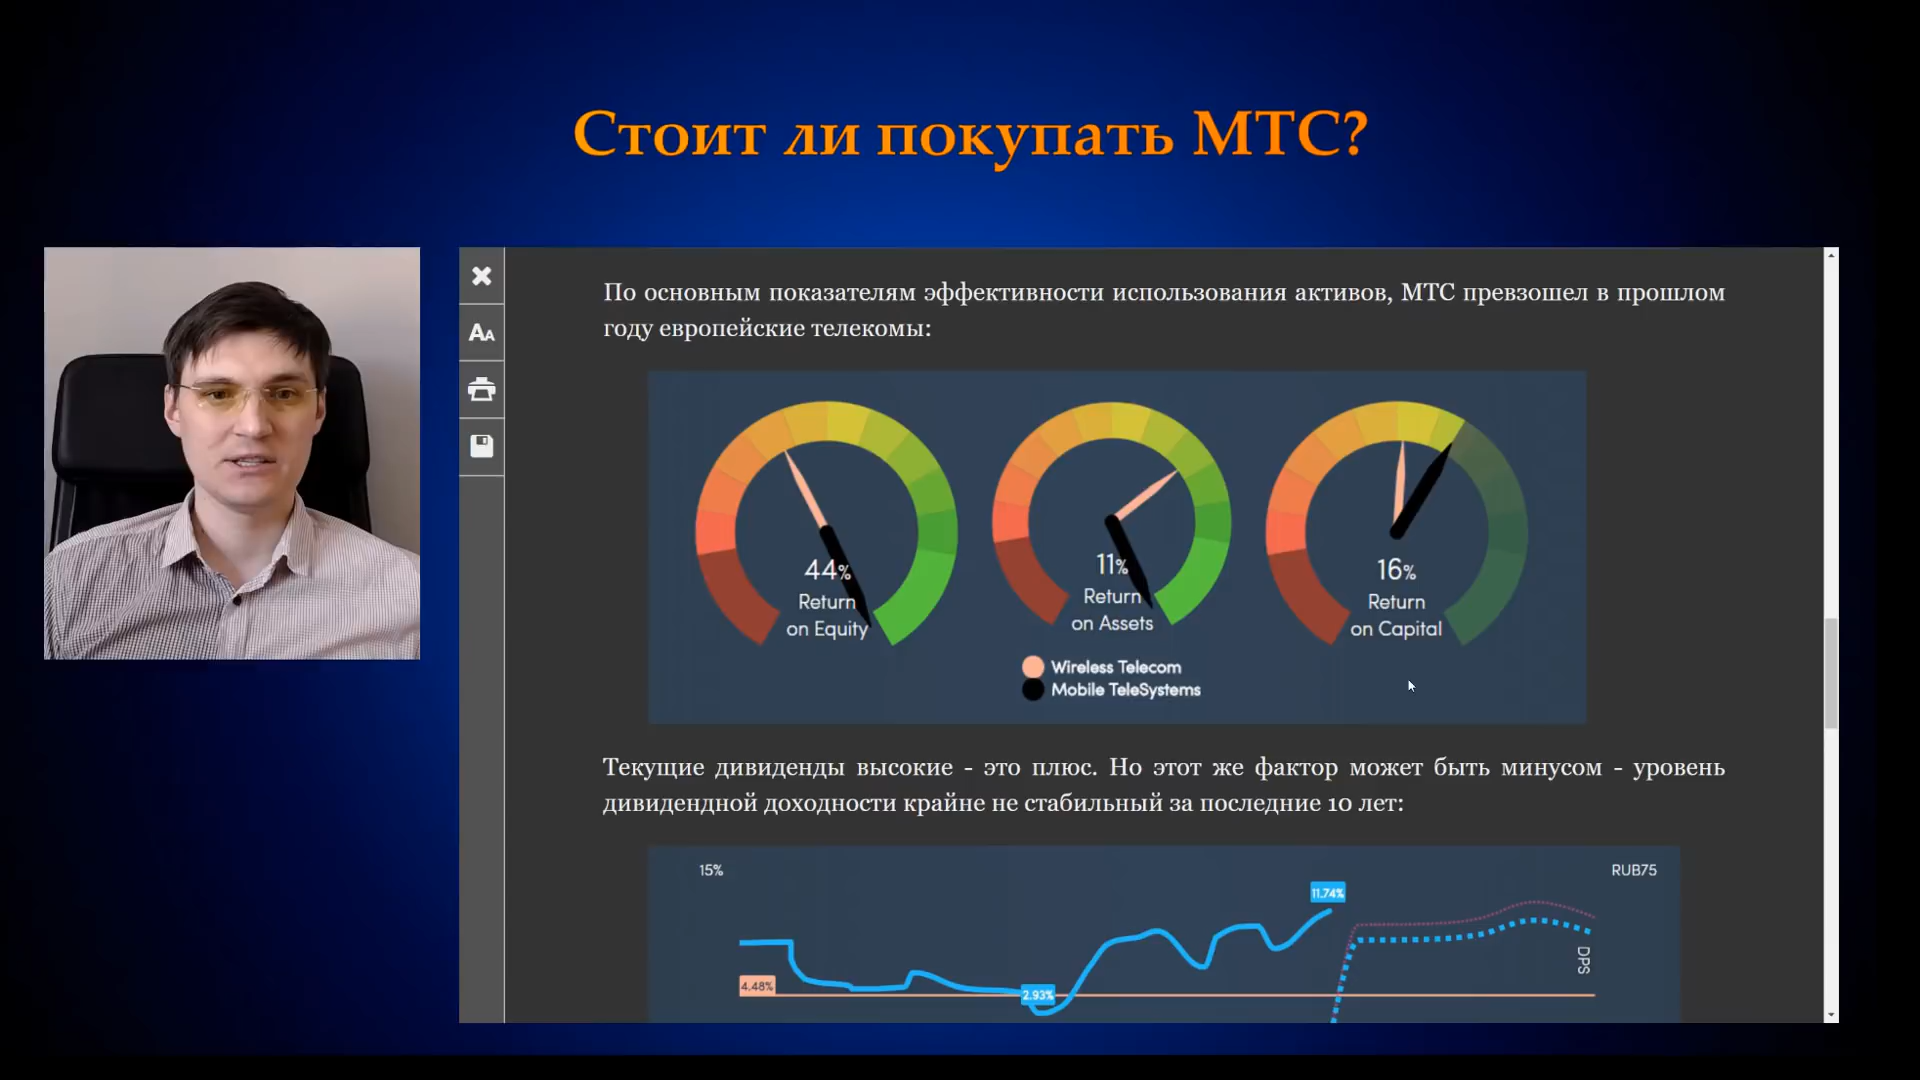 Стоит ли покупать МТС?
AA
По основным показателям эффективности использования активов, МТС превзошел в прошлом
году европейские телекомы:
44%
Return
on Equity
11%
Return
on Assets
16%
Return
on Capital
Wireless Telecom
Mobile TeleSystems
Текущие дивиденды высокие - это плюс. Но этот же фактор может быть минусом - уровень
дивидендной доходности крайне не стабильный за последние 10 лет:
15%
RUB75
11.74%
DPS
4.48%
2.93%